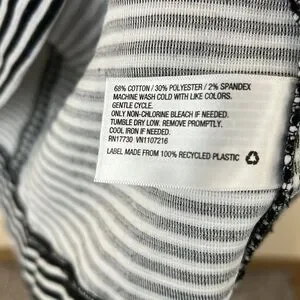 68% COTTON / 30% POLYESTER / 2% SPANDEX
MACHINE WASH COLD WITH LIKE COLORS.
GENTLE CYCLE.
ONLY NON-CHLORINE BLEACH IF NEEDED.
TUMBLE DRY LOW. REMOVE PROMPTLY.
COOL IRON IF NEEDED.
RN17730 VN1107216
LABEL MADE FROM 100% RECYCLED PLASTIC